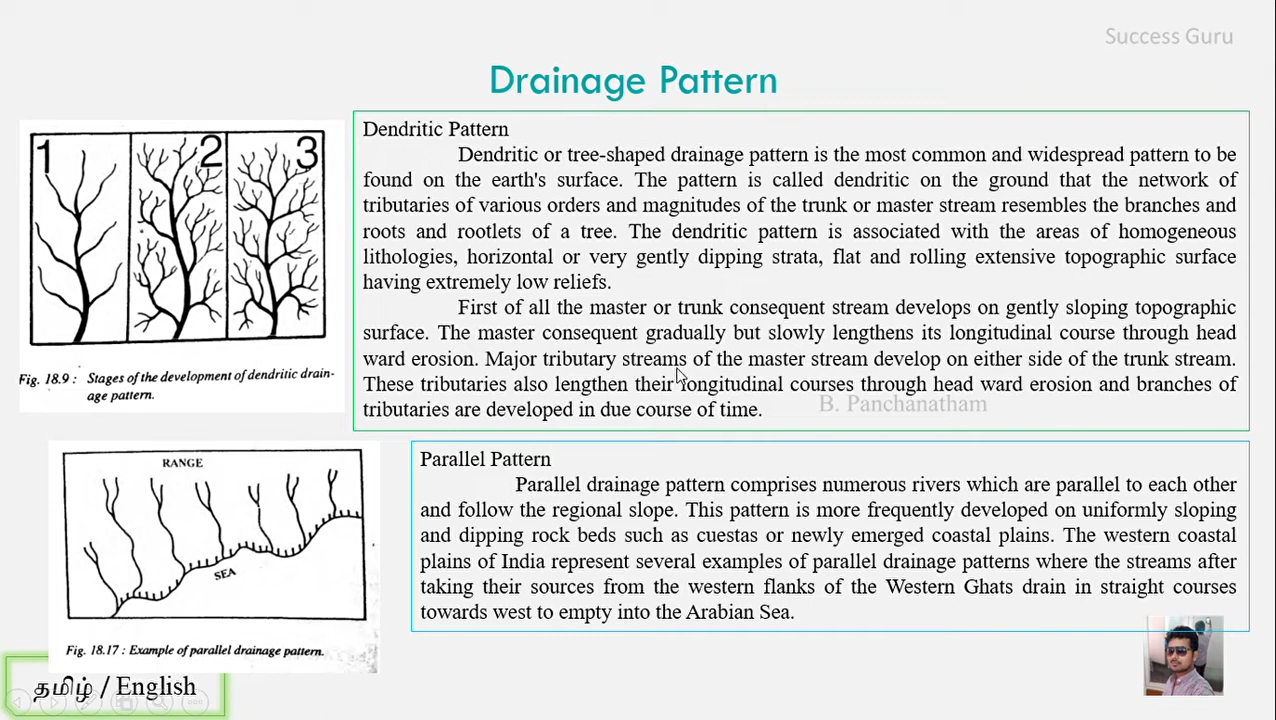 Success Guru
Drainage Pattern
1 2 3
Fig. 18.9 : Stages of the development of dendritic drain-
age pattern.
Dendritic Pattern
Dendritic or tree-shaped drainage pattern is the most common and widespread pattern to be
found on the earth's surface. The pattern is called dendritic on the ground that the network of
tributaries of various orders and magnitudes of the trunk or master stream resembles the branches and
roots and rootlets of a tree. The dendritic pattern is associated with the areas of homogeneous
lithologies, horizontal or very gently dipping strata, flat and rolling extensive topographic surface
having extremely low reliefs.
First of all the master or trunk consequent stream develops on gently sloping topographic
surface. The master consequent gradually but slowly lengthens its longitudinal course through head
ward erosion. Major tributary streams of the master stream develop on either side of the trunk stream.
These tributaries also lengthen their longitudinal courses through head ward erosion and branches of
tributaries are developed in due course of time.
B. Panchanatham
RANGE
SEA
Fig. 18.17 : Example of parallel drainage pattern.
Parallel Pattern
Parallel drainage pattern comprises numerous rivers which are parallel to each other
and follow the regional slope. This pattern is more frequently developed on uniformly sloping
and dipping rock beds such as cuestas or newly emerged coastal plains. The western coastal
plains of India represent several examples of parallel drainage patterns where the streams after
taking their sources from the western flanks of the Western Ghats drain in straight courses
towards west to empty into the Arabian Sea.
தமிழ் / English